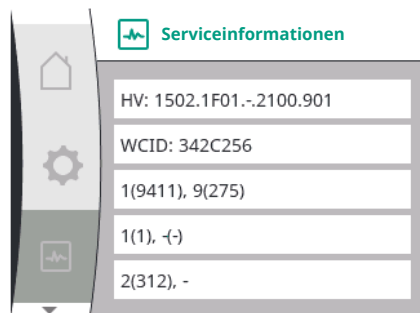 Serviceinformationen
HV: 1502.1F01.-.2100.901
WCID: 342C256
1(9411), 9(275)
1(1), -(-)
2(312), -